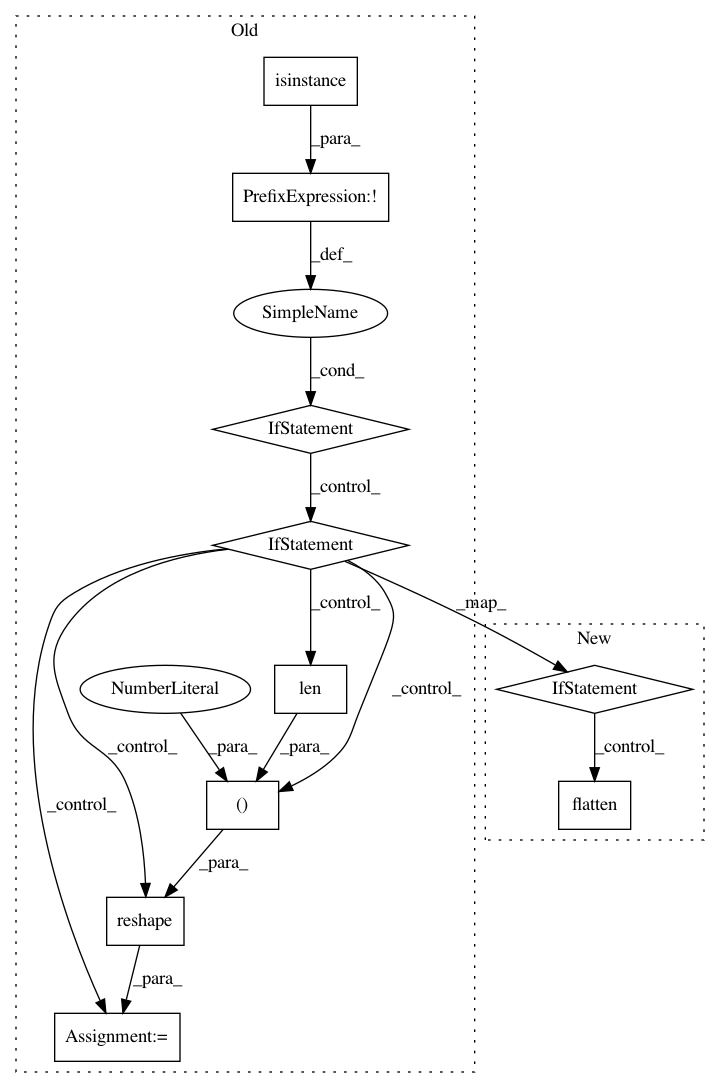 Old
isinstance
_para_
PrefixExpression:!
_def_
SimpleName
_cond_
IfStatement
_control_
IfStatement
_control_
_map_
New
NumberLiteral
len
_control_
IfStatement
_control_
_para_
_para_
_control_
_control_
()
flatten
_para_
reshape
_para_
Assignment:=